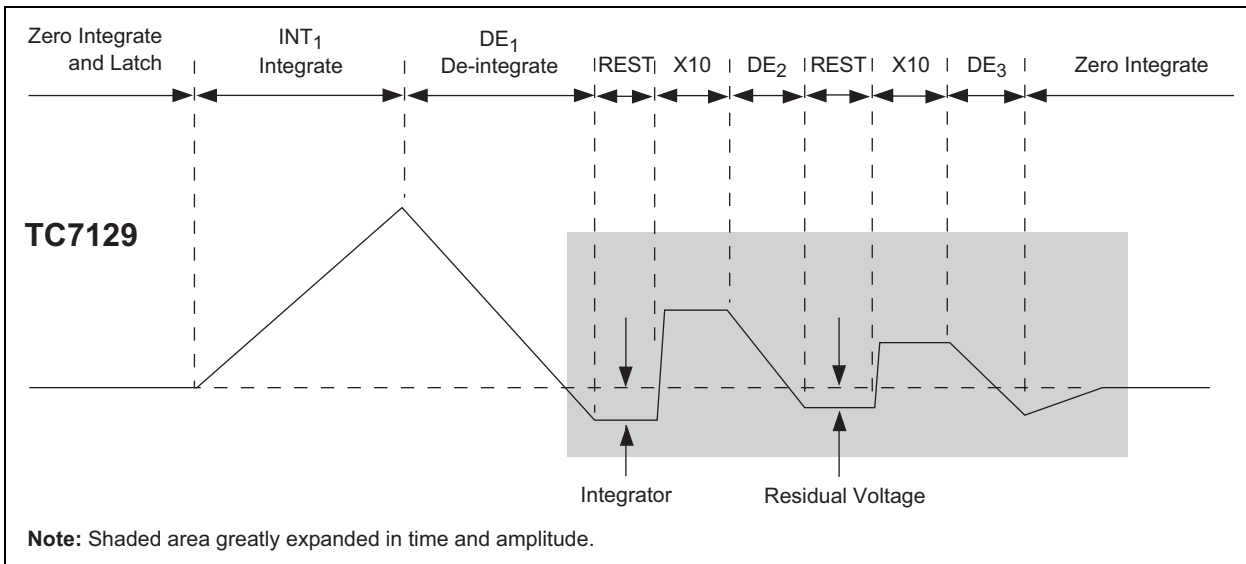 Zero Integrate
and Latch
INT1
Integrate
DE1
De-integrate
REST
X10
DE2
REST
X10
DE3
Zero Integrate
TC7129
Integrator
Residual Voltage
Note: Shaded area greatly expanded in time and amplitude.